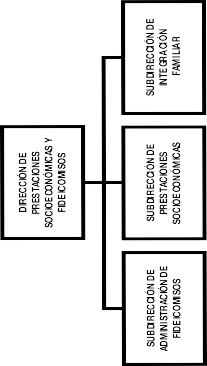 DIRECCIÓN DE
PRESTACIONES
SOCIOECONÓMICAS Y
FIDEICOMISOS
SUBDIRECCIÓN DE
ADMINISTRACIÓN DE
FIDEICOMISOS
SUBDIRECCIÓN DE
PRESTACIONES
SOCIOECONÓMICAS
SUBDIRECCIÓN DE
INTEGRACIÓN
FAMILIAR